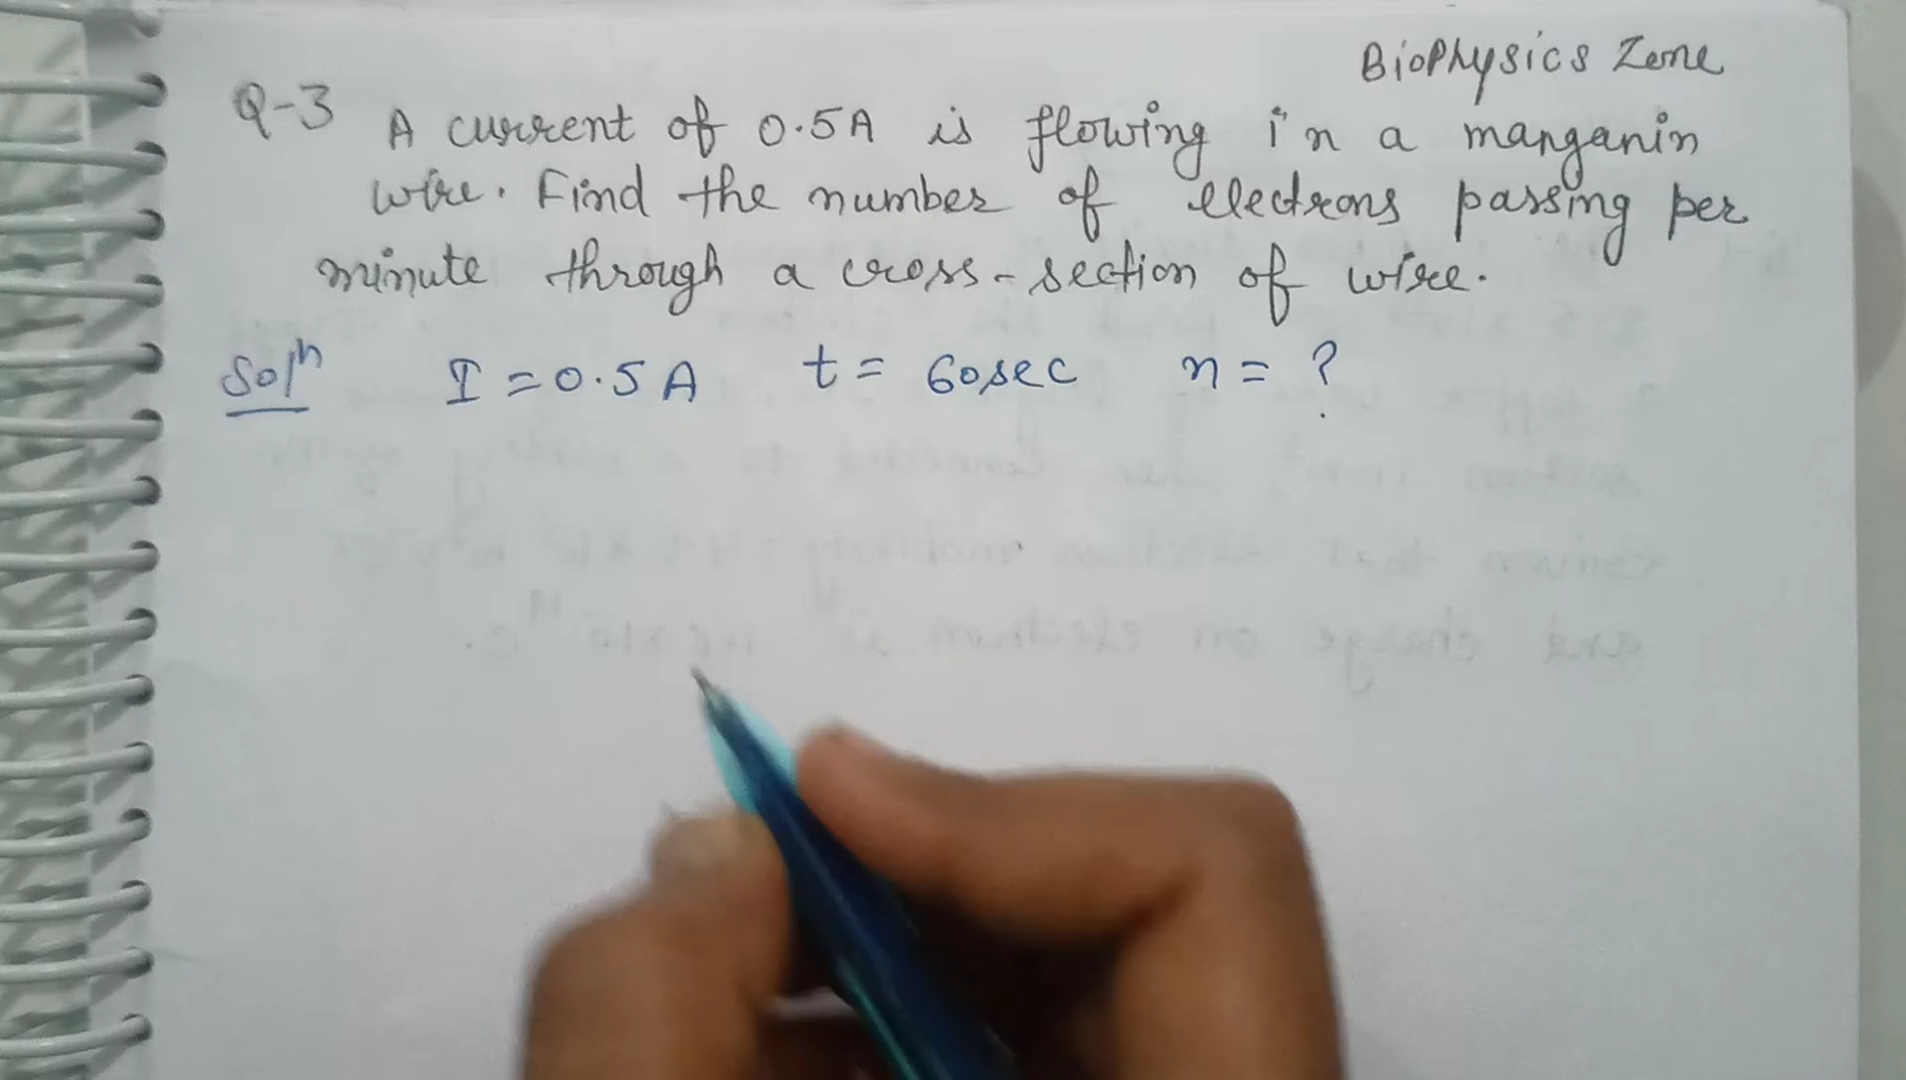 BioPhysics Zone
Q-3 A current of 0.5A is flowing in a manganin
wire. Find the number of electrons passing per
minute through a cross-section of wire.
Solⁿ I = 0.5 A t = 60sec n = ?